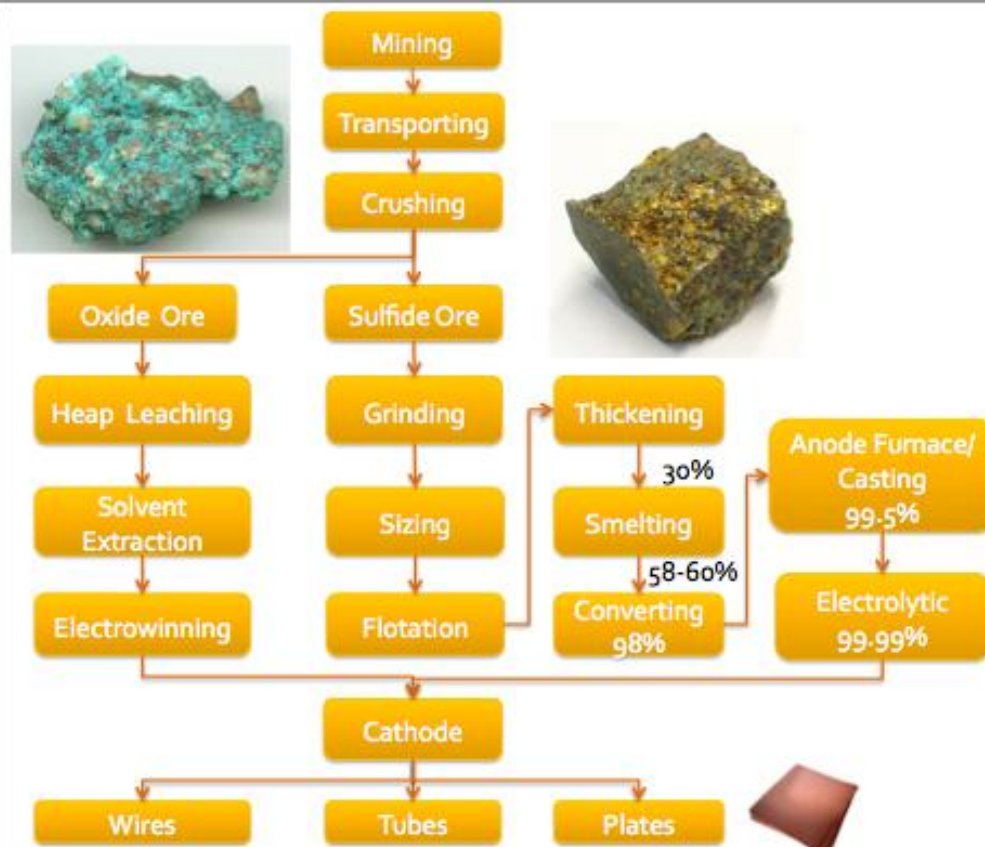 Mining
Transporting
Crushing
Oxide Ore
Sulfide Ore
Heap Leaching
Grinding
Thickening
Anode Furnace/
Casting
99.5%
30%
Solvent
Extraction
Sizing
Smelting
58-60%
Electrowinning
Flotation
Converting
98%
Electrolytic
99.99%
Cathode
Wires
Tubes
Plates